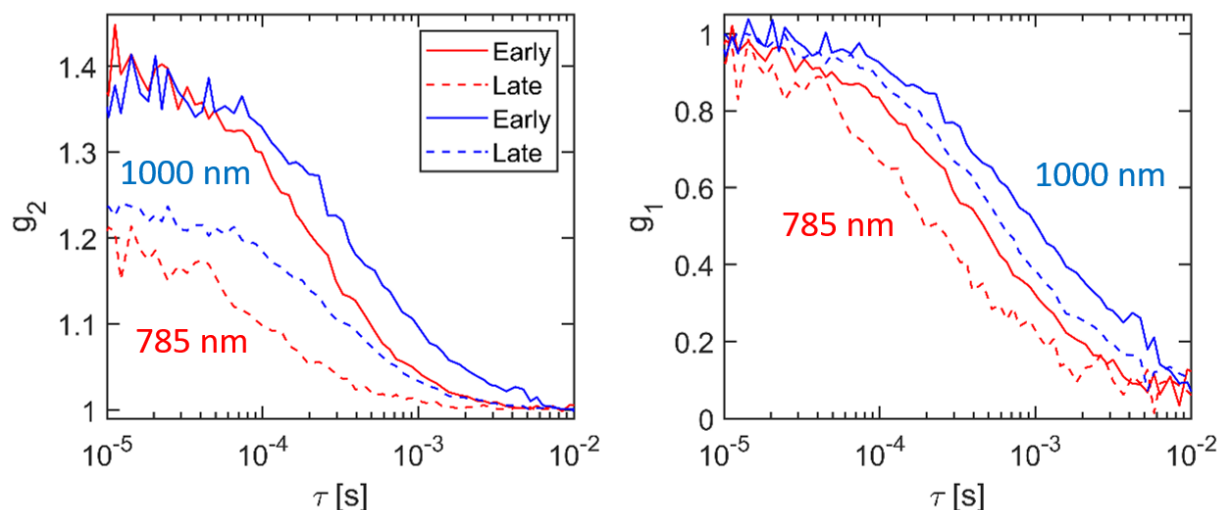 1.4
1.3
1.2
1.1
1
g₂
10⁻⁵
10⁻⁴
10⁻³
10⁻²
τ [s]
Early
Late
Early
Late
1000 nm
785 nm
1
0.8
0.6
0.4
0.2
0
g₁
10⁻⁵
10⁻⁴
10⁻³
10⁻²
τ [s]
1000 nm
785 nm